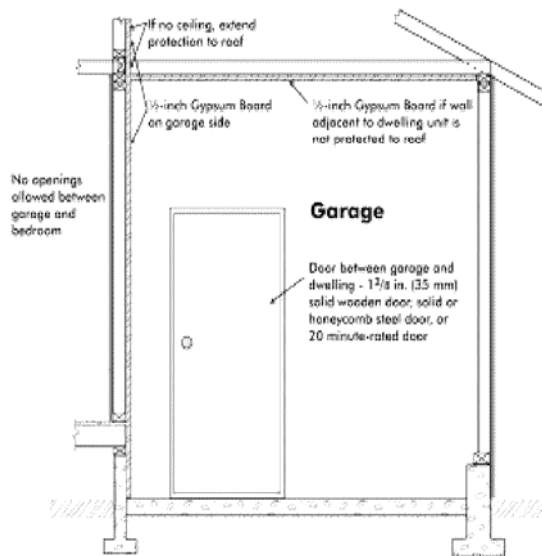 If no ceiling, extend
protection to roof
½-inch Gypsum Board
on garage side
½-inch Gypsum Board if wall
adjacent to dwelling unit is
not protected to roof
No openings
allowed between
garage and
bedroom
Garage
Door between garage and
dwelling - 1³/₈ in. (35 mm)
solid wooden door, solid or
honeycomb steel door, or
20 minute-rated door